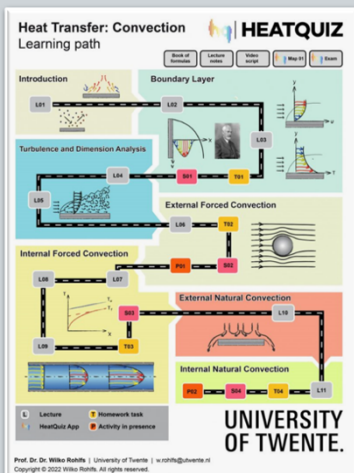 Heat Transfer: Convection
Learning path
HEATQUIZ
Book of formulas
Lecture notes
Video script
Map 01
Exam
Introduction
Boundary Layer
L01
L02
L03
Turbulence and Dimension Analysis
L04
S01
T01
L05
External Forced Convection
L06
T02
Internal Forced Convection
P01
S02
L08
L07
S03
External Natural Convection
L10
L09
T03
Internal Natural Convection
P02
S04
T04
L11
L Lecture
T Homework task
HeatQuiz App
P Activity in presence
UNIVERSITY
OF TWENTE.
Prof. Dr. Dr. Wilko Rohlfs | University of Twente | w.rohlfs@utwente.nl
Copyright © 2022 Wilko Rohlfs. All rights reserved.